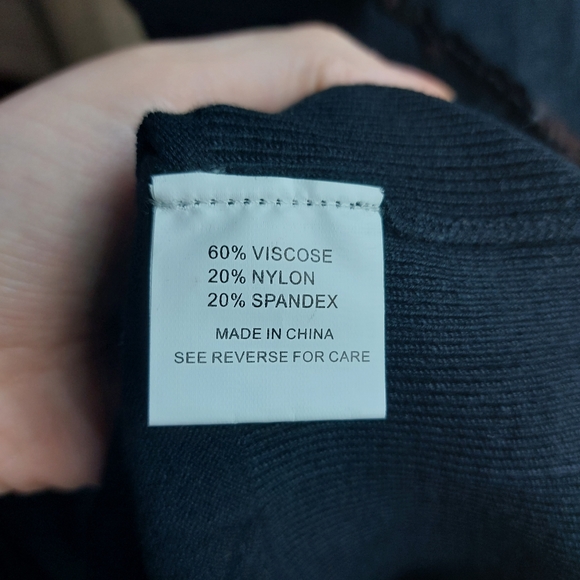 60% VISCOSE
20% NYLON
20% SPANDEX
MADE IN CHINA
SEE REVERSE FOR CARE